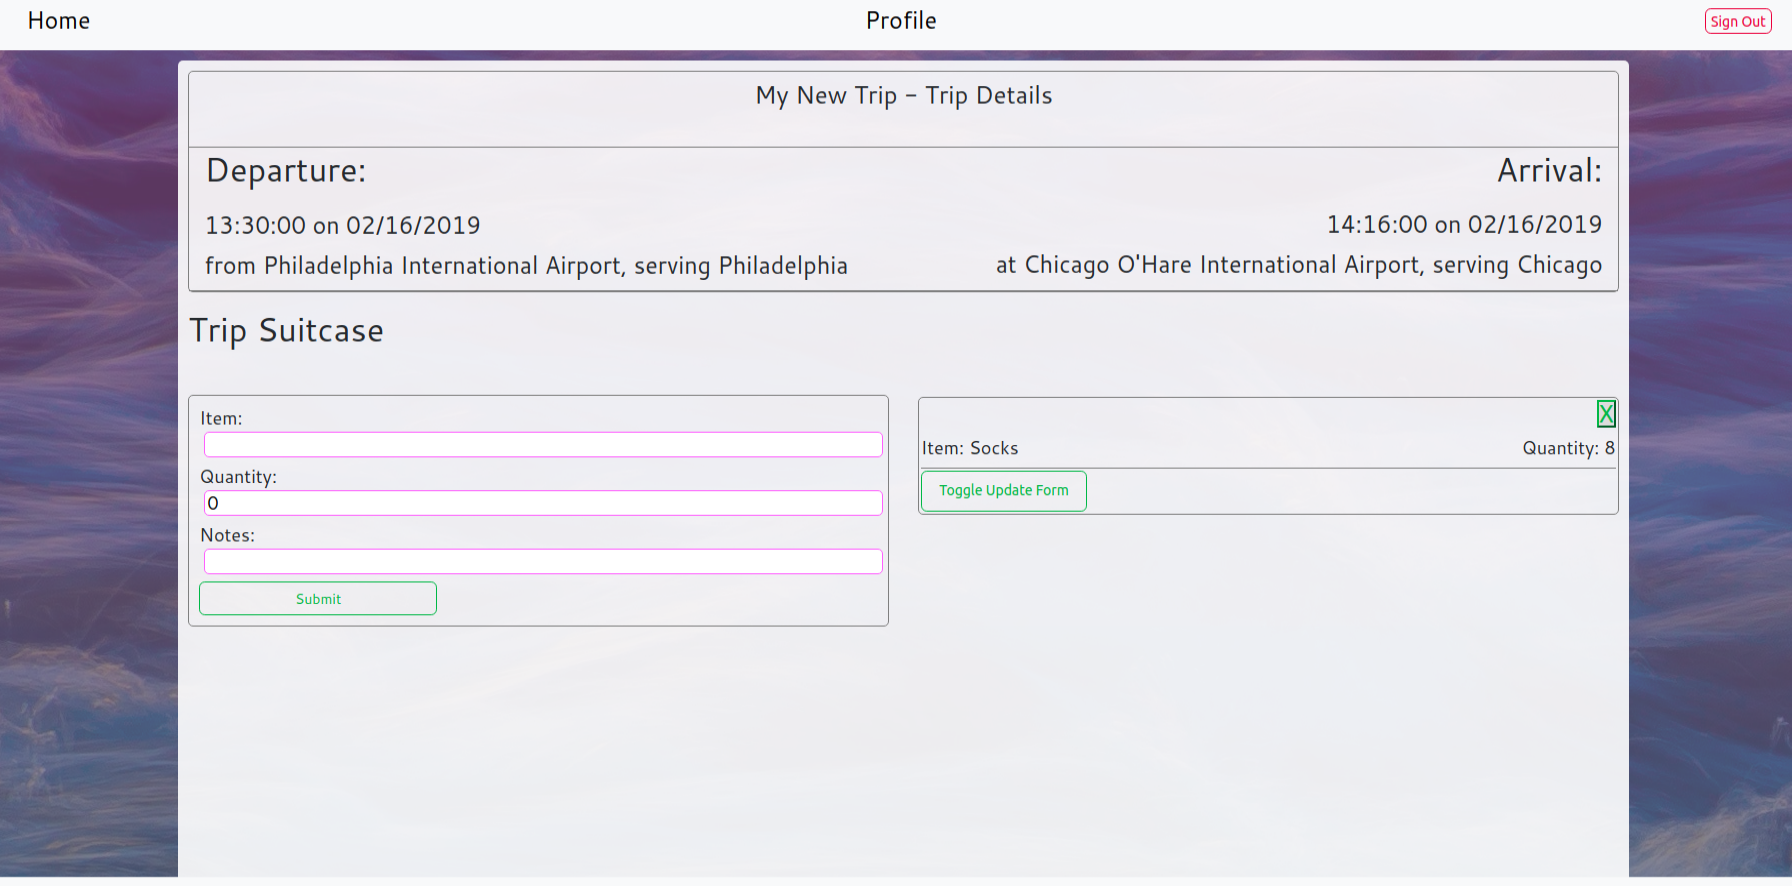 Home
Profile
Sign Out
My New Trip - Trip Details
Departure:
Arrival:
13:30:00 on 02/16/2019
14:16:00 on 02/16/2019
from Philadelphia International Airport, serving Philadelphia
at Chicago O'Hare International Airport, serving Chicago
Trip Suitcase
Item:
Quantity:
0
Notes:
Submit
X
Item: Socks
Quantity: 8
Toggle Update Form